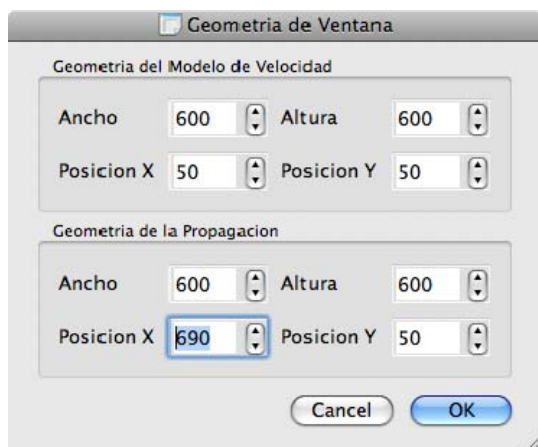 Geometria de Ventana
Geometria del Modelo de Velocidad
Ancho 600 Altura 600
Posicion X 50 Posicion Y 50
Geometria de la Propagacion
Ancho 600 Altura 600
Posicion X 690 Posicion Y 50
Cancel OK